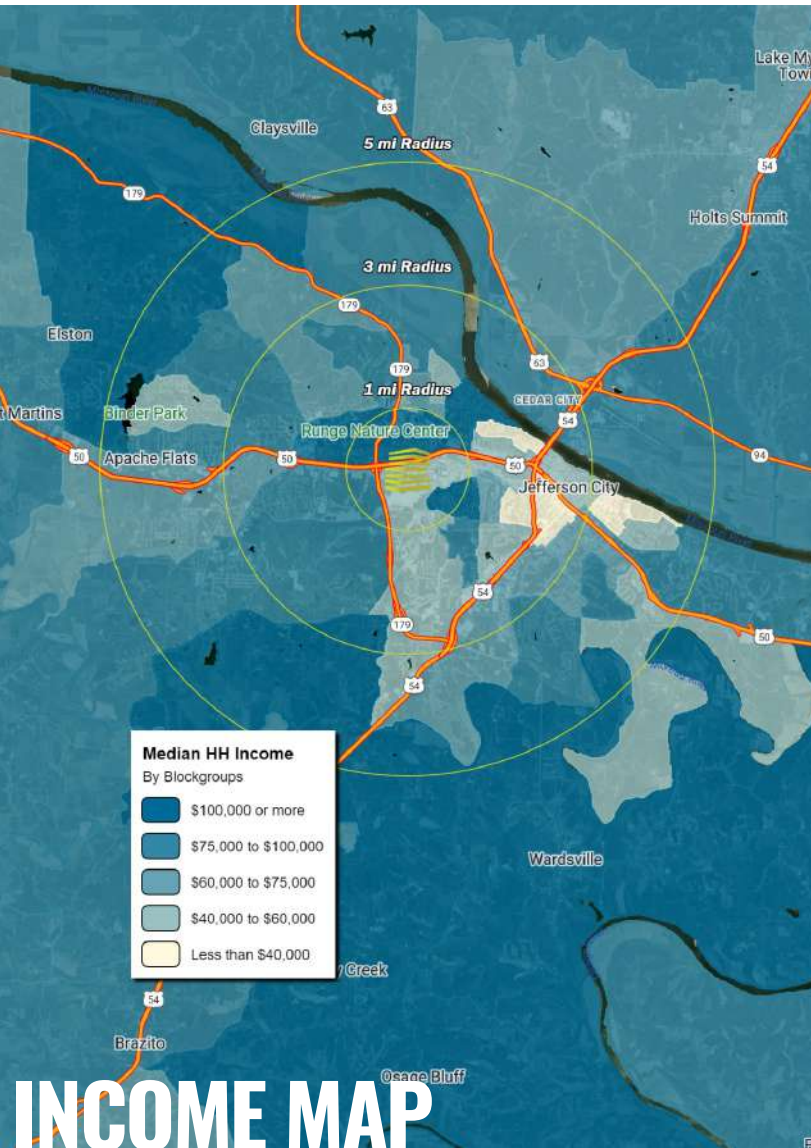 Lake My
Towi
63
Claysville
5 mi Radius
54
179
Holts Summit
3 mi Radius
179
Elston
63
179
1 mi Radius
CEDAR CITY
t Martins
Binder Park
54
Runge Nature Center
50
Apache Flats
50
50
94
Jefferson City
54
179
50
54
Median HH Income
By Blockgroups
$100,000 or more
$75,000 to $100,000
$60,000 to $75,000
$40,000 to $60,000
Less than $40,000
Wardsville
y Creek
54
Brazito
Osage Bluff
INCOME MAP